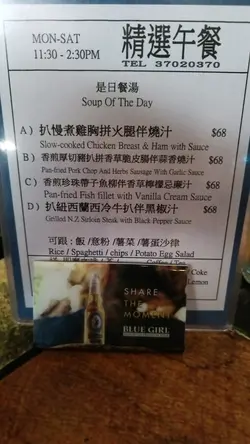 MON-SAT
11:30 - 2:30PM
精選午餐
TEL 37020370
是日餐湯
Soup Of The Day
A) 扒慢煮雞胸拼火腿伴燒汁 $68
Slow-cooked Chicken Breast & Ham with Sauce
B) 香煎厚切豬扒拼香草脆皮腸伴蒜香燒汁 $68
Pan-fried Pork Chop And Herbs Sausage With Garlic Sauce
C) 香煎珍珠帶子魚柳伴香草檸檬忌廉汁 $68
Pan-fried Fish fillet with Vanilla Cream Sauce
D) 扒紐西蘭西冷牛扒伴黑椒汁 $68
Grilled N.Z Sirloin Steak with Black Pepper Sauce
可跟：飯 /意粉 /薯菜 /薯蛋沙律
Rice / Spaghetti / chips / Potato Egg Salad
Coke
Lemon
SHARE
THE
MOMENT
BLUE GIRL